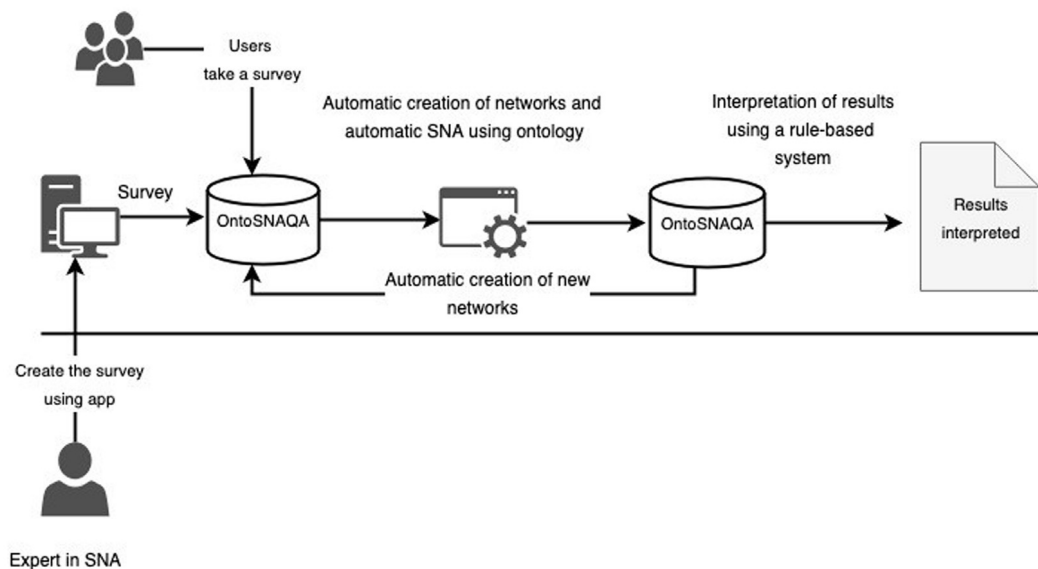 Users
take a survey
Automatic creation of networks and
automatic SNA using ontology
Interpretation of results
using a rule-based
system
Survey
OntoSNAQA
OntoSNAQA
Results
interpreted
Automatic creation of new
networks
Create the survey
using app
Expert in SNA